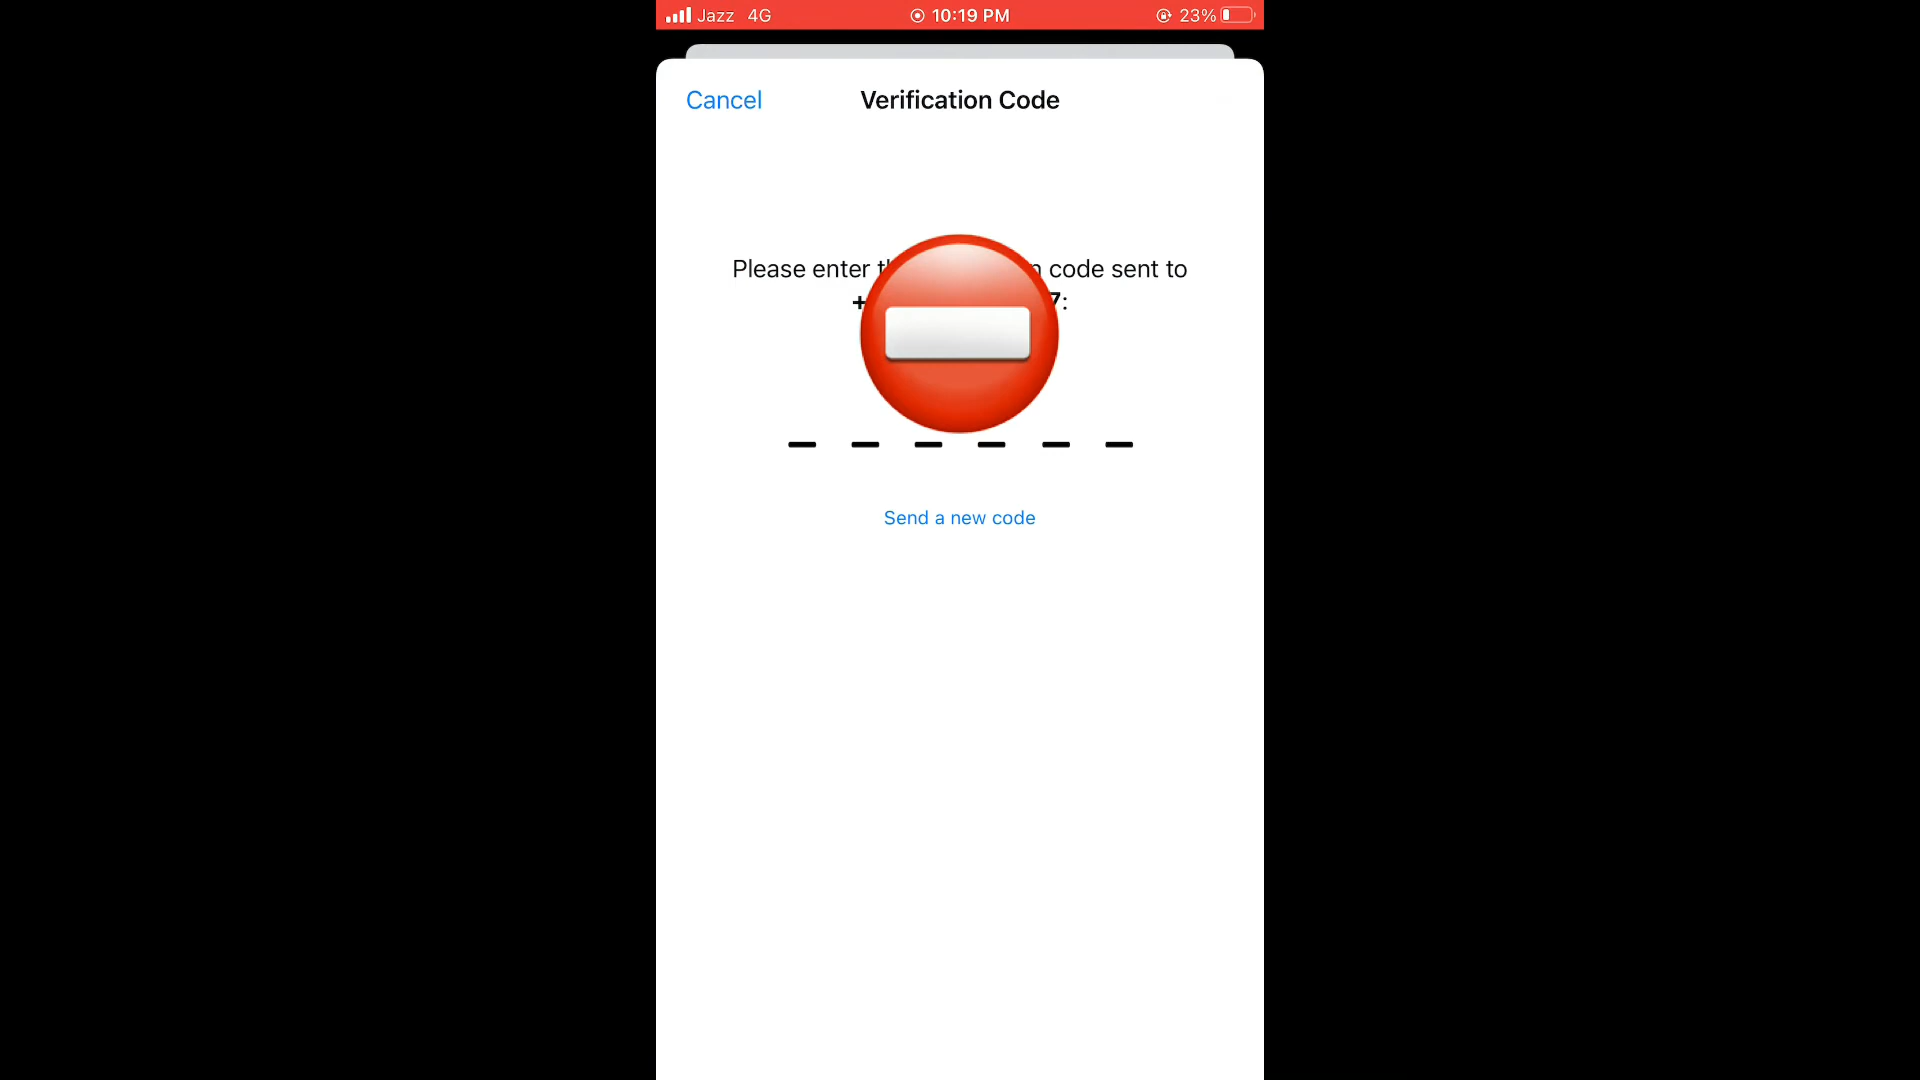 Jazz 4G 10:19 PM 23%
Cancel Verification Code
Please enter code sent to
+ 7:
Send a new code